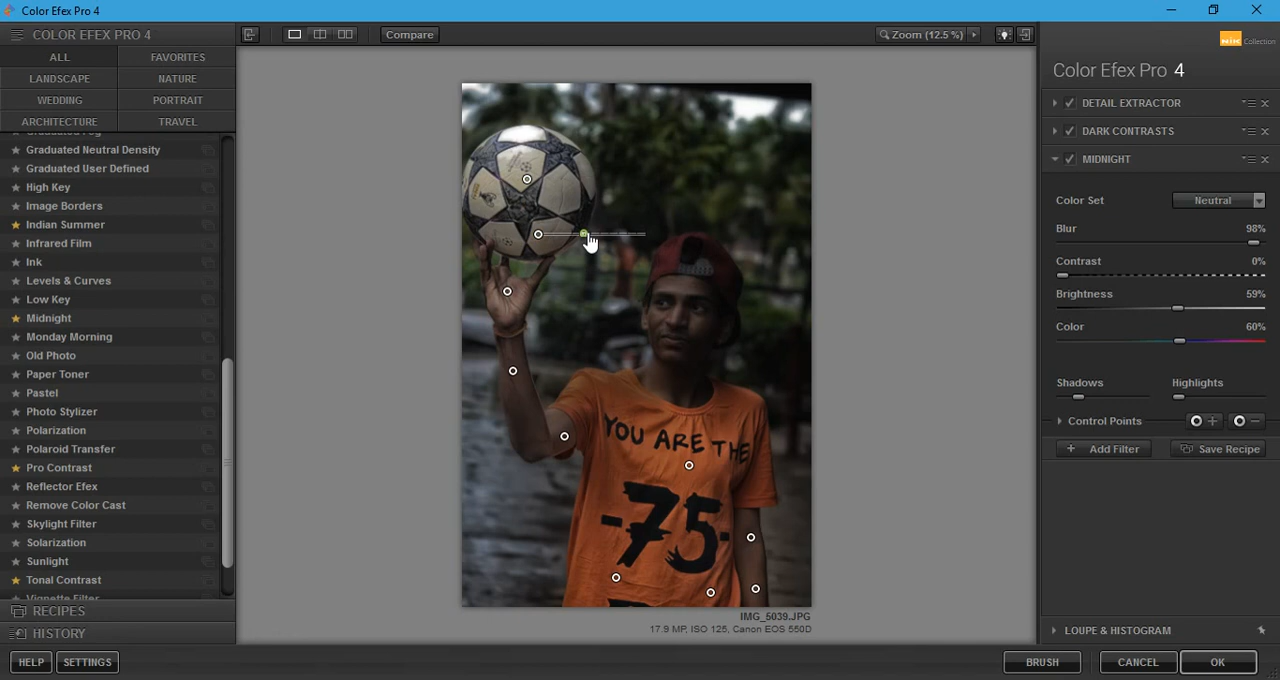 Color Efex Pro 4
COLOR EFEX PRO 4
ALL
FAVORITES
LANDSCAPE
NATURE
WEDDING
PORTRAIT
ARCHITECTURE
TRAVEL
Graduated Fog
Graduated Neutral Density
Graduated User Defined
High Key
Image Borders
Indian Summer
Infrared Film
Ink
Levels & Curves
Low Key
Midnight
Monday Morning
Old Photo
Paper Toner
Pastel
Photo Stylizer
Polarization
Polaroid Transfer
Pro Contrast
Reflector Efex
Remove Color Cast
Skylight Filter
Solarization
Sunlight
Tonal Contrast
Vignette Filter
RECIPES
HISTORY
HELP
SETTINGS
Compare
Zoom (12.5 %)
YOU ARE THE
-75-
IMG_5039.JPG
17.9 MP, ISO 125, Canon EOS 550D
Nik Collection
Color Efex Pro 4
DETAIL EXTRACTOR
DARK CONTRASTS
MIDNIGHT
Color Set
Neutral
Blur
98%
Contrast
0%
Brightness
59%
Color
60%
Shadows
Highlights
Control Points
Add Filter
Save Recipe
LOUPE & HISTOGRAM
BRUSH
CANCEL
OK